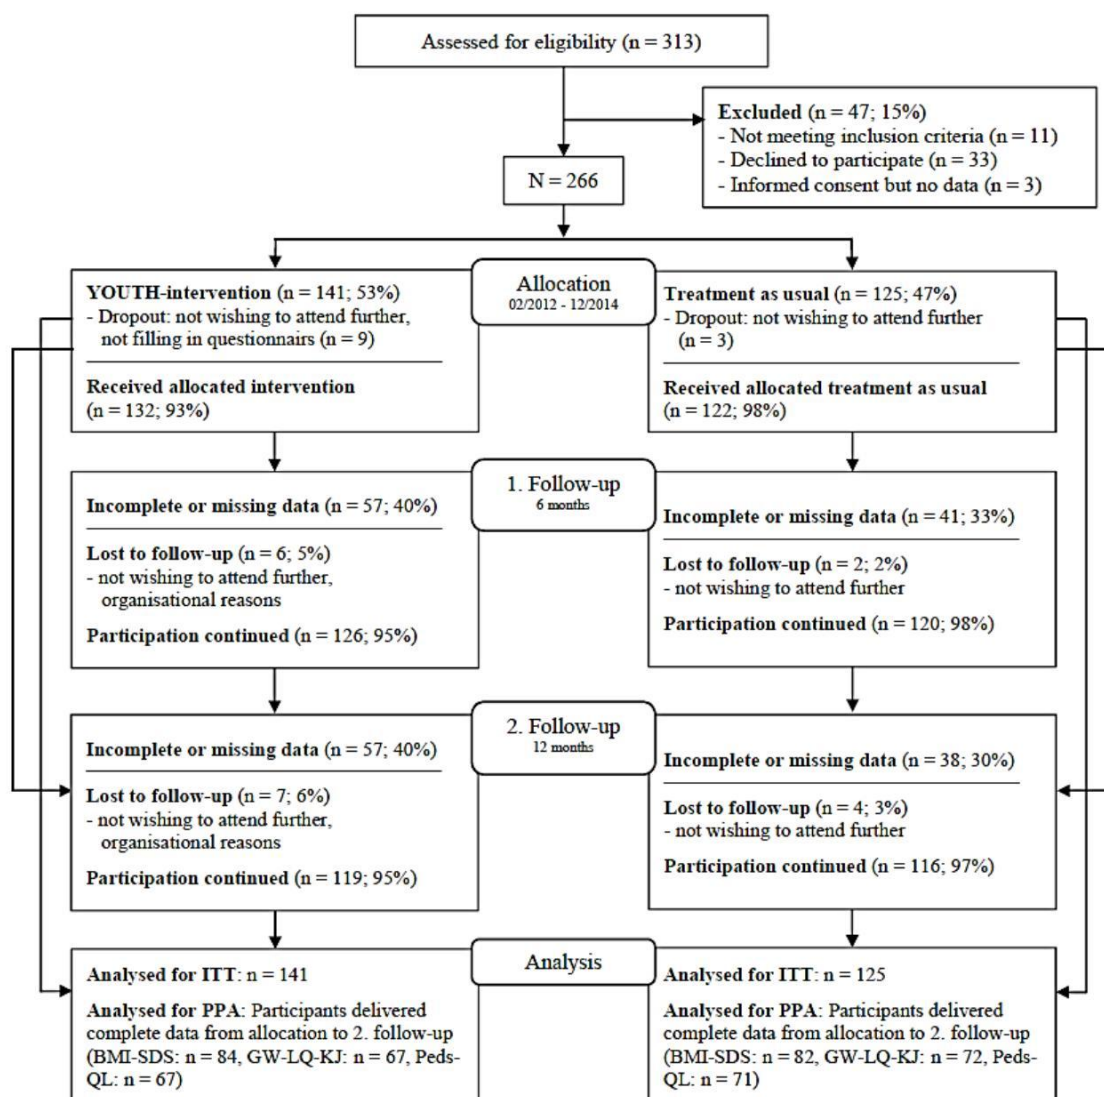 Assessed for eligibility (n = 313)
Excluded (n = 47; 15%)
- Not meeting inclusion criteria (n = 11)
- Declined to participate (n = 33)
- Informed consent but no data (n = 3)
N = 266
Allocation
02/2012 - 12/2014
YOUTH-intervention (n = 141; 53%)
- Dropout: not wishing to attend further,
not filling in questionnairs (n = 9)
Received allocated intervention
(n = 132; 93%)
Treatment as usual (n = 125; 47%)
- Dropout: not wishing to attend further
(n = 3)
Received allocated treatment as usual
(n = 122; 98%)
1. Follow-up
6 months
Incomplete or missing data (n = 57; 40%)
Lost to follow-up (n = 6; 5%)
- not wishing to attend further,
organisational reasons
Participation continued (n = 126; 95%)
Incomplete or missing data (n = 41; 33%)
Lost to follow-up (n = 2; 2%)
- not wishing to attend further
Participation continued (n = 120; 98%)
2. Follow-up
12 months
Incomplete or missing data (n = 57; 40%)
Lost to follow-up (n = 7; 6%)
- not wishing to attend further,
organisational reasons
Participation continued (n = 119; 95%)
Incomplete or missing data (n = 38; 30%)
Lost to follow-up (n = 4; 3%)
- not wishing to attend further
Participation continued (n = 116; 97%)
Analysis
Analysed for ITT: n = 141
Analysed for PPA: Participants delivered
complete data from allocation to 2. follow-up
(BMI-SDS: n = 84, GW-LQ-KJ: n = 67, Peds-
QL: n = 67)
Analysed for ITT: n = 125
Analysed for PPA: Participants delivered
complete data from allocation to 2. follow-up
(BMI-SDS: n = 82, GW-LQ-KJ: n = 72, Peds-
QL: n = 71)